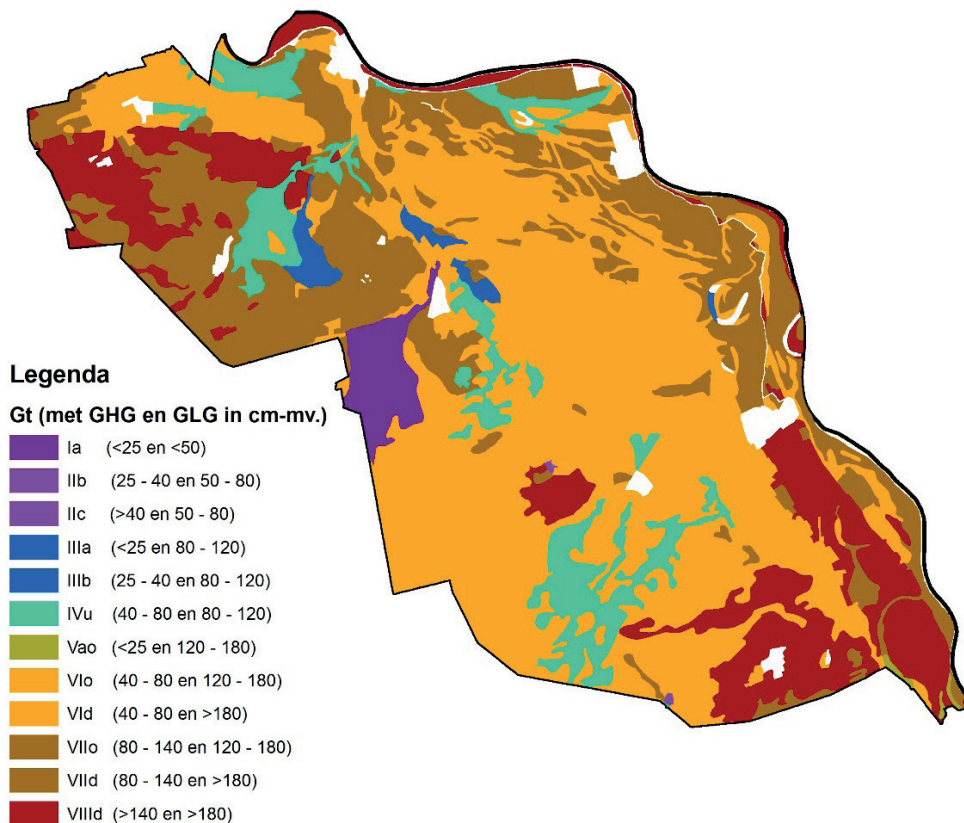 Legenda
Gt (met GHG en GLG in cm-mv.)
Ia (<25 en <50)
IIb (25 - 40 en 50 - 80)
IIc (>40 en 50 - 80)
IIIa (<25 en 80 - 120)
IIIb (25 - 40 en 80 - 120)
IVu (40 - 80 en 80 - 120)
Vao (<25 en 120 - 180)
VIo (40 - 80 en 120 - 180)
VId (40 - 80 en >180)
VIIo (80 - 140 en 120 - 180)
VIId (80 - 140 en >180)
VIIId (>140 en >180)